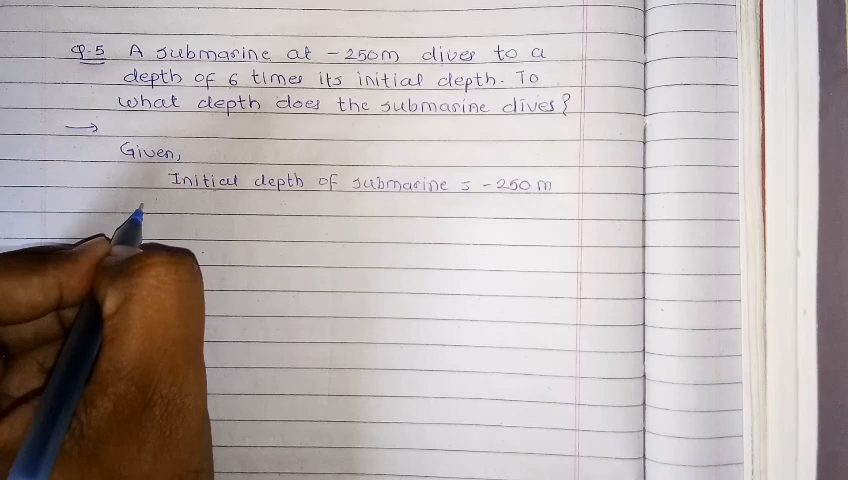 Q.5 A submarine at -250m dives to a
depth of 6 times its initial depth. To
what depth does the submarine dives?
→
Given,
Initial depth of submarine = -250 m